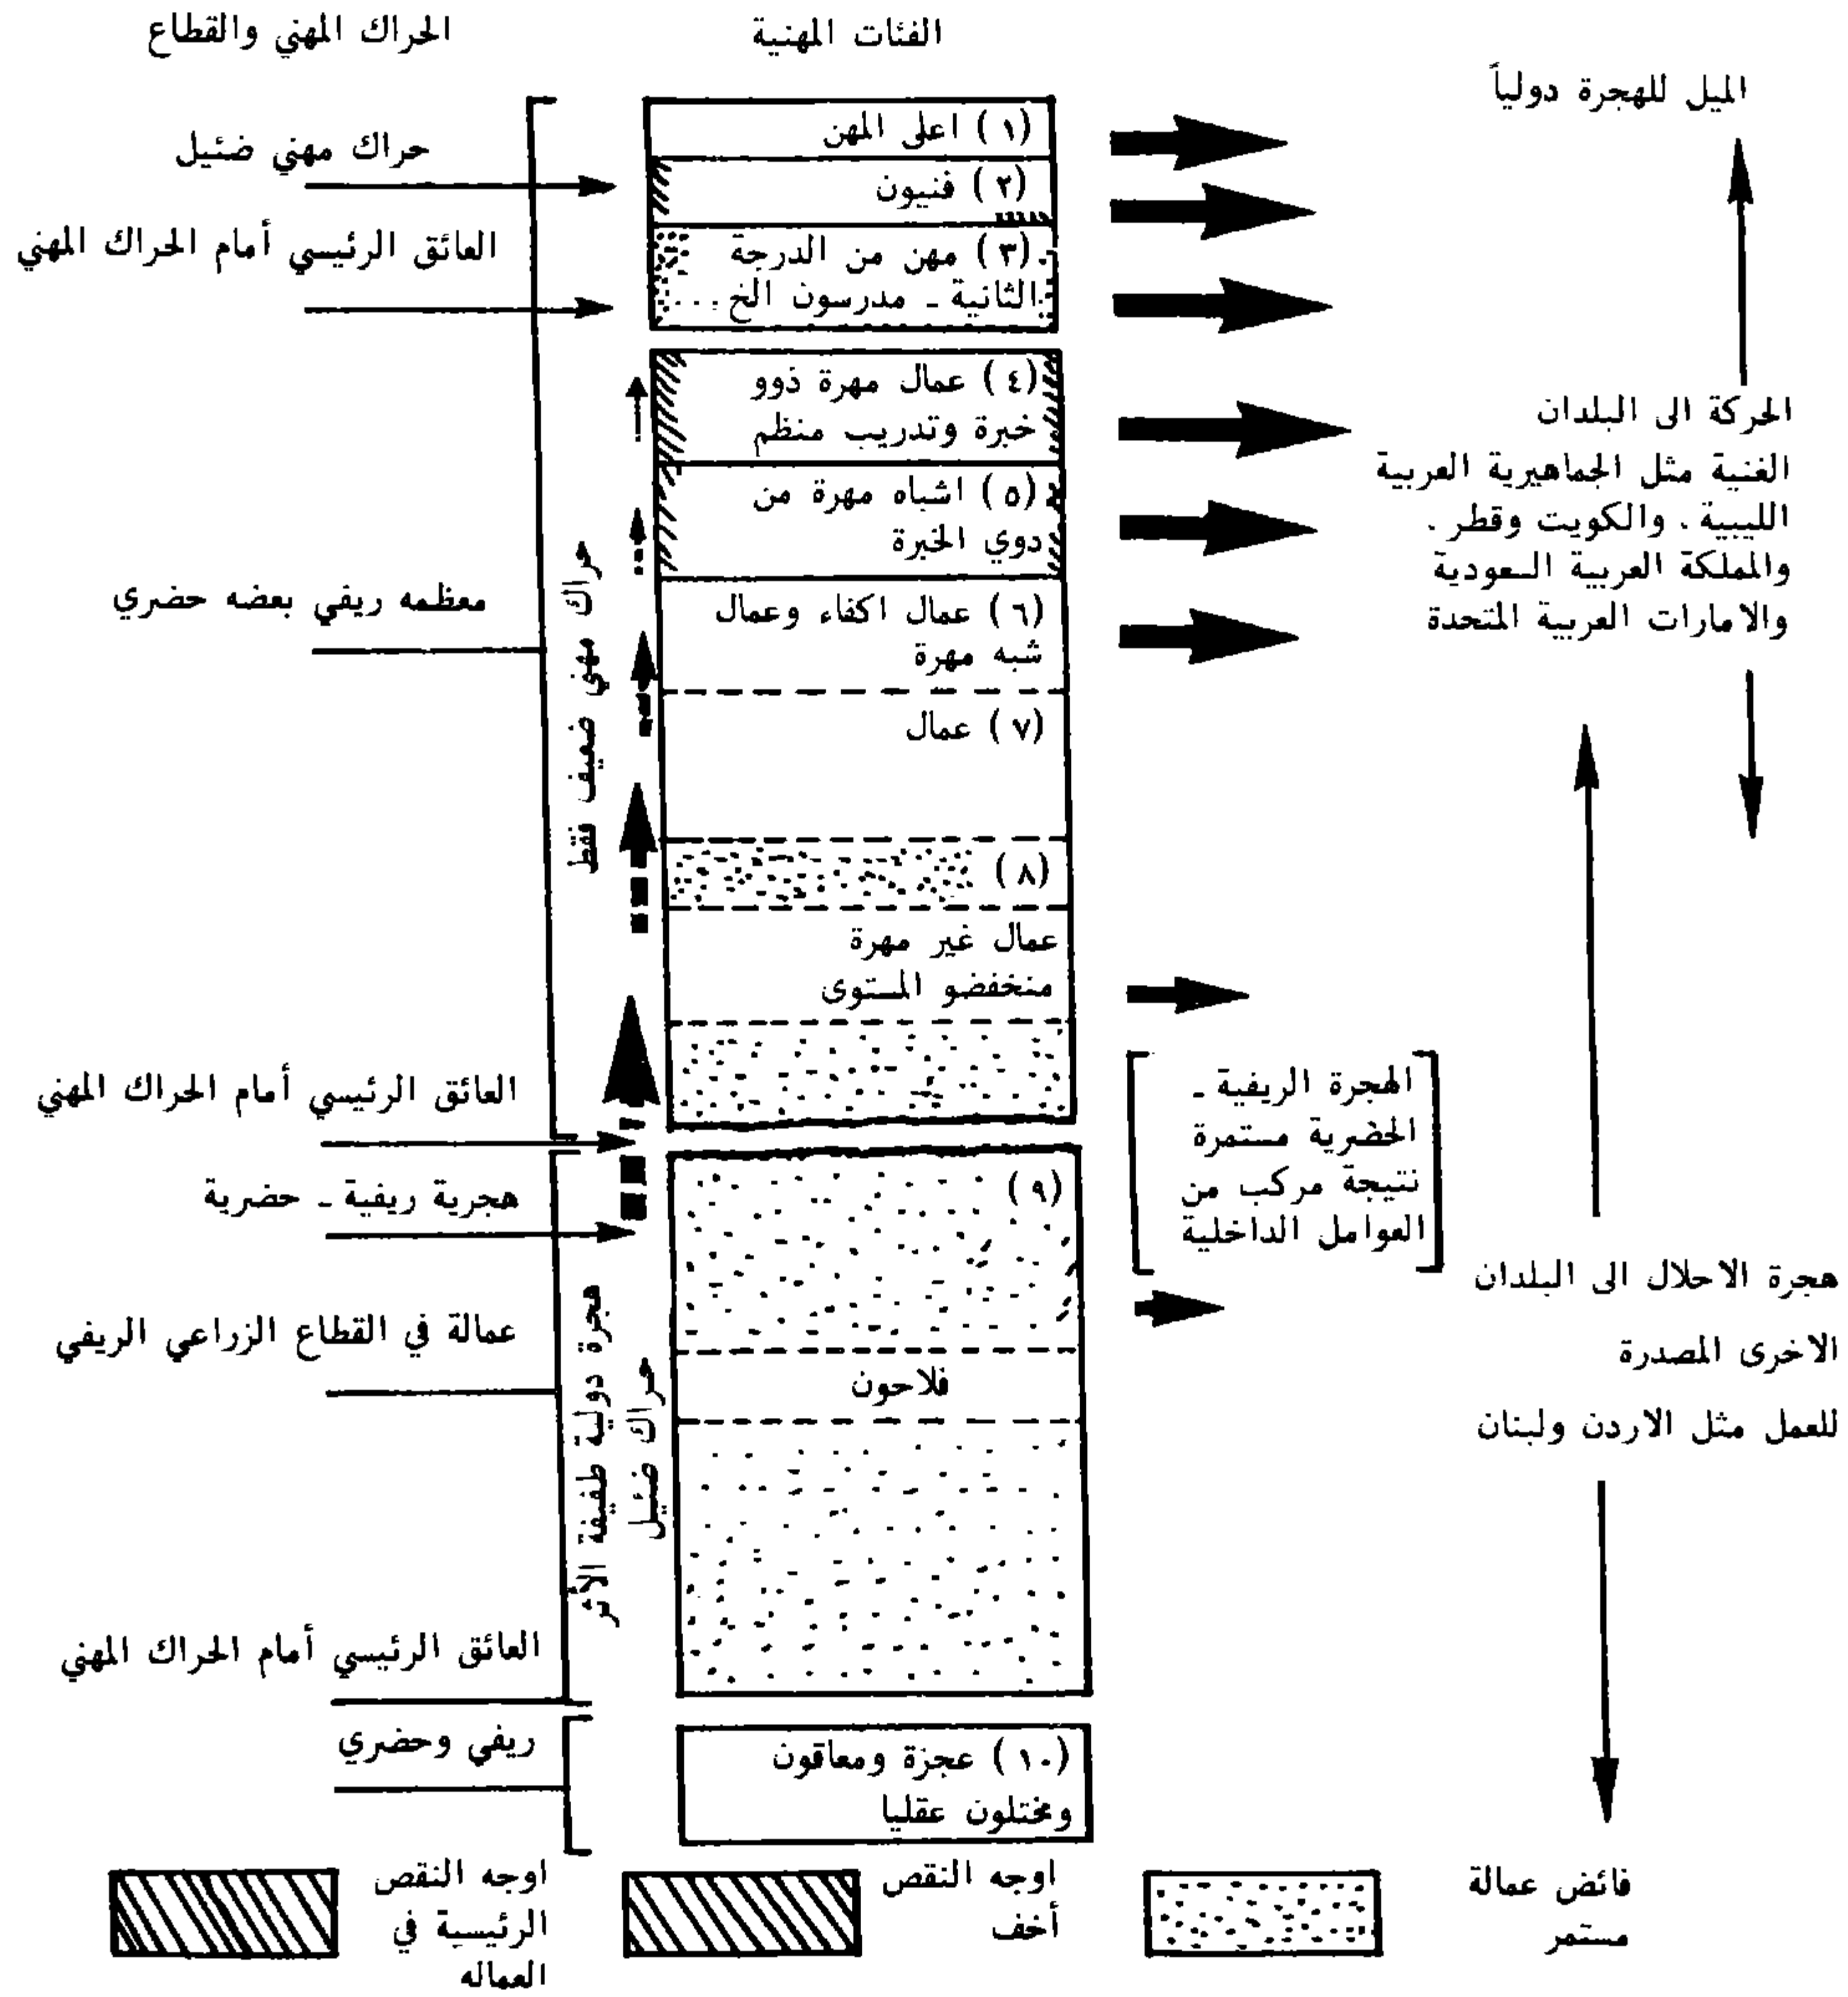 الحراك المهني والقطاع
الفئات المهنية
الميل للهجرة دولياً
(١) اعلى المهن
(٢) فنيون
(٣) مهن من الدرجة
الثانية - مدرسون الخ...
(٤) عمال مهرة ذوو
خبرة وتدريب منظم
(٥) اشباه مهرة من
دوي الخبرة
(٦) عمال اكفاء وعمال
شبه مهرة
(٧) عمال
(٨)
عمال غير مهرة
منخفضو المستوى
(٩)
فلاحون
(١٠) عجزة ومعاقون
ومختلون عقليا
حراك مهني ضئيل
العائق الرئيسي أمام الحراك المهني
معظمه ريفي بعضه حضري
حراك مهني ضعيف فقط
العائق الرئيسي أمام الحراك المهني
هجرية ريفية - حضرية
عمالة في القطاع الزراعي الريفي
هجرة دولية طفيفة الأثر
حراك ضئيل
العائق الرئيسي أمام الحراك المهني
ريفي وحضري
الحركة الى البلدان
الغنية مثل الجماهيرية العربية
الليبية . والكويت وقطر .
والمملكة العربية السعودية
والامارات العربية المتحدة
الهجرة الريفية -
الحضرية مستمرة
نتيجة مركب من
العوامل الداخلية
هجرة الاحلال الى البلدان
الاخرى المصدرة
للعمل مثل الاردن ولبنان
فائض عمالة
مستمر
اوجه النقص
أخف
اوجه النقص
الرئيسية في
العماله